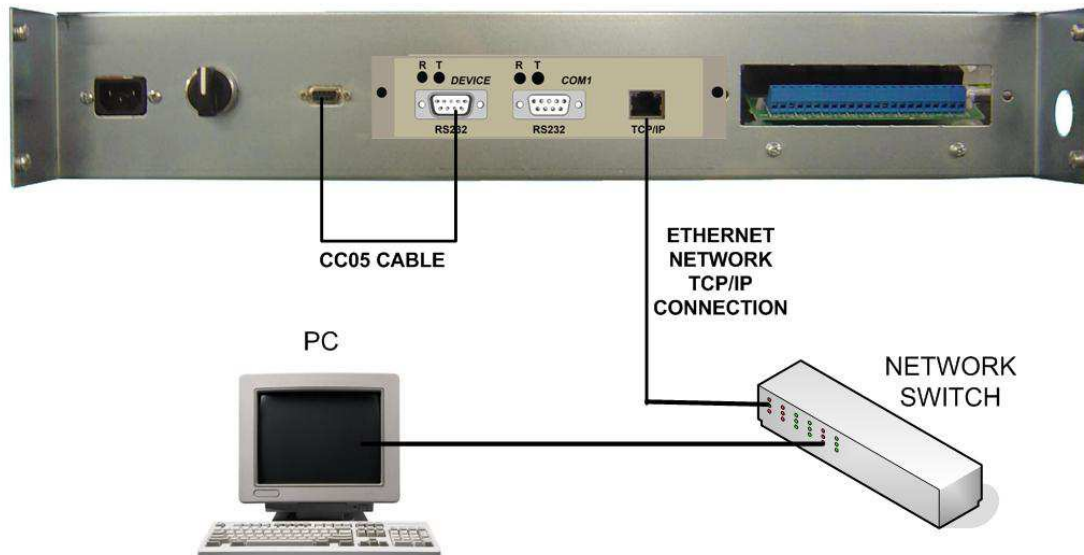 R T
DEVICE
R T
COM1
RS232
RS232
TCP/IP
CC05 CABLE
ETHERNET
NETWORK
TCP/IP
CONNECTION
PC
NETWORK
SWITCH